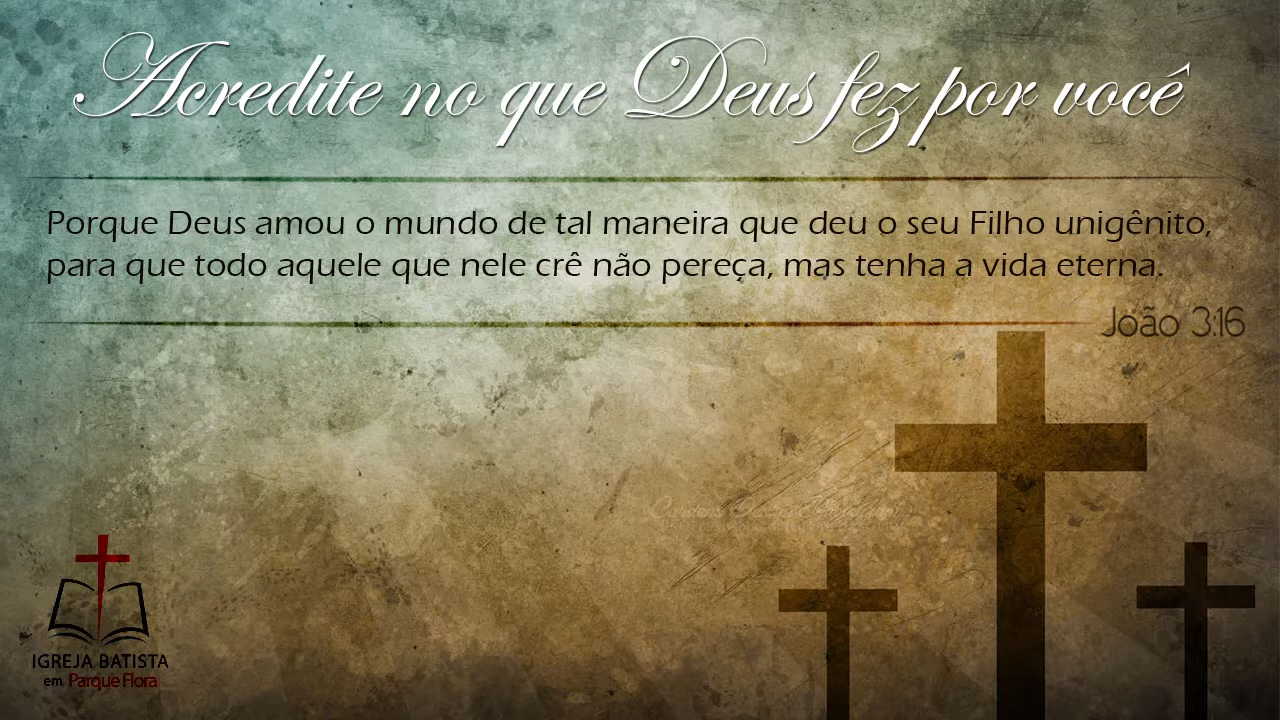 Acredite no que Deus fez por você
Porque Deus amou o mundo de tal maneira que deu o seu Filho unigênito,
para que todo aquele que nele crê não pereça, mas tenha a vida eterna.
João 3:16
IGREJA BATISTA
em Parque Flora